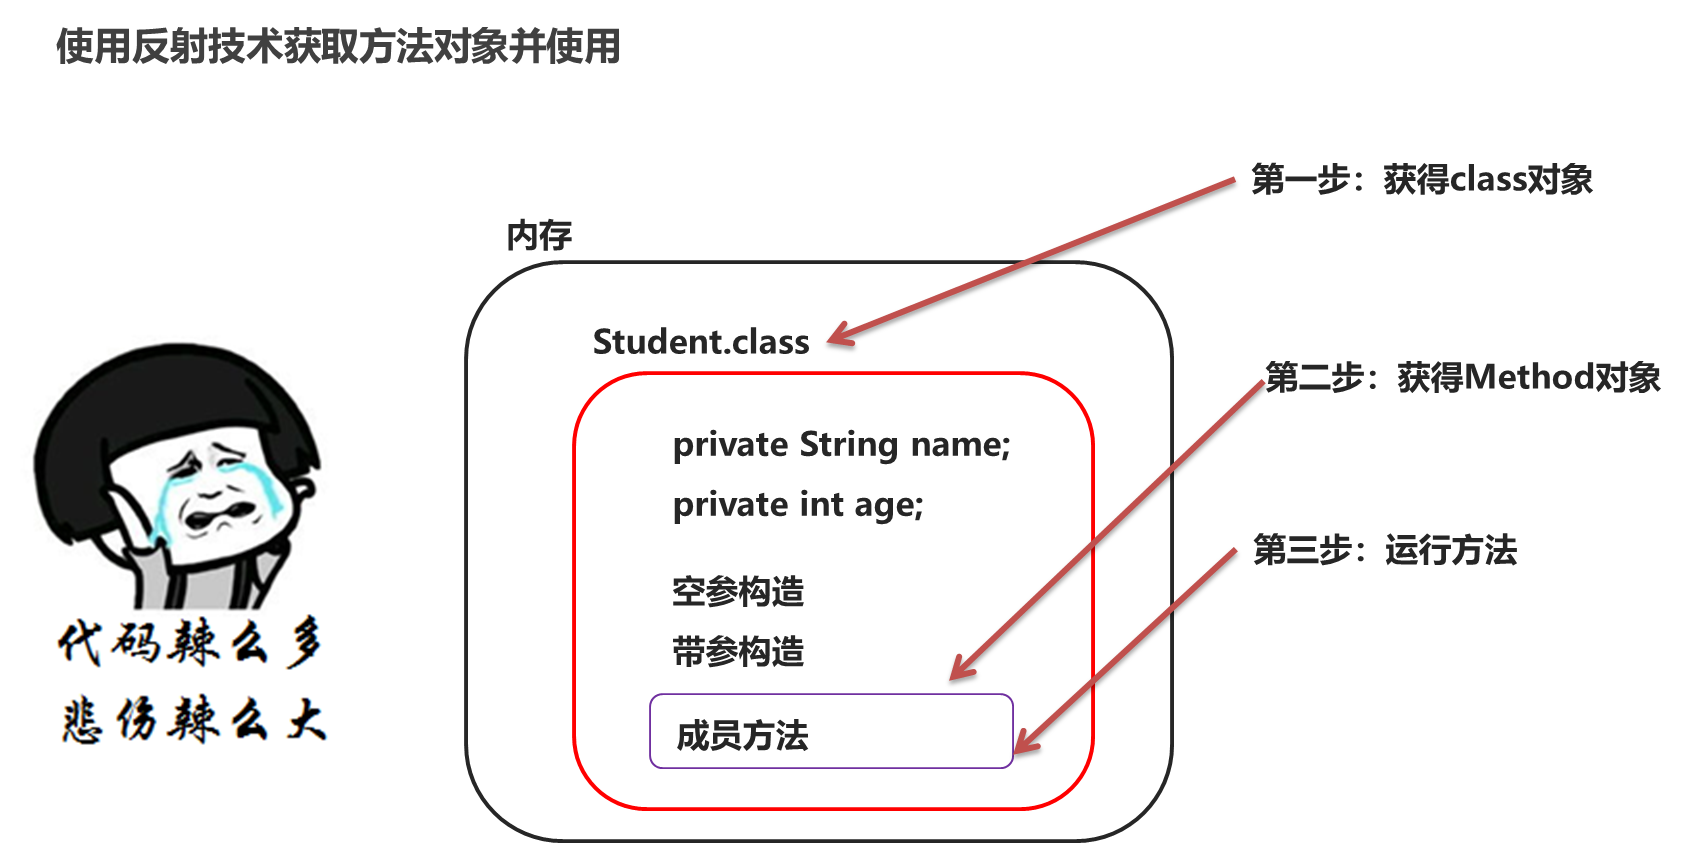 使用反射技术获取方法对象并使用
第一步：获得class对象
内存
Student.class
第二步：获得Method对象
private String name;
private int age;
第三步：运行方法
空参构造
带参构造
成员方法
代码辣么多
悲伤辣么大